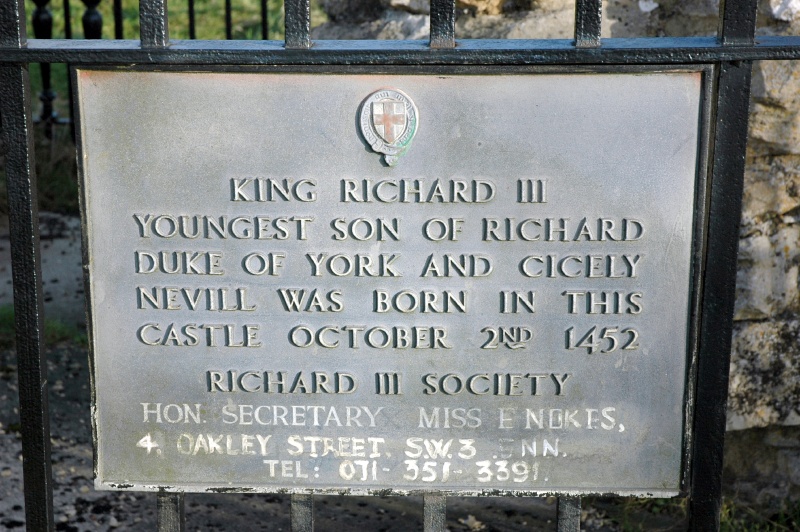 KING RICHARD III
YOUNGEST SON OF RICHARD
DUKE OF YORK AND CICELY
NEVILL WAS BORN IN THIS
CASTLE OCTOBER 2ND 1452
RICHARD III SOCIETY
HON. SECRETARY MISS E NOKES,
4, OAKLEY STREET. S.W.3 5NN.
TEL: 071-351-3391.